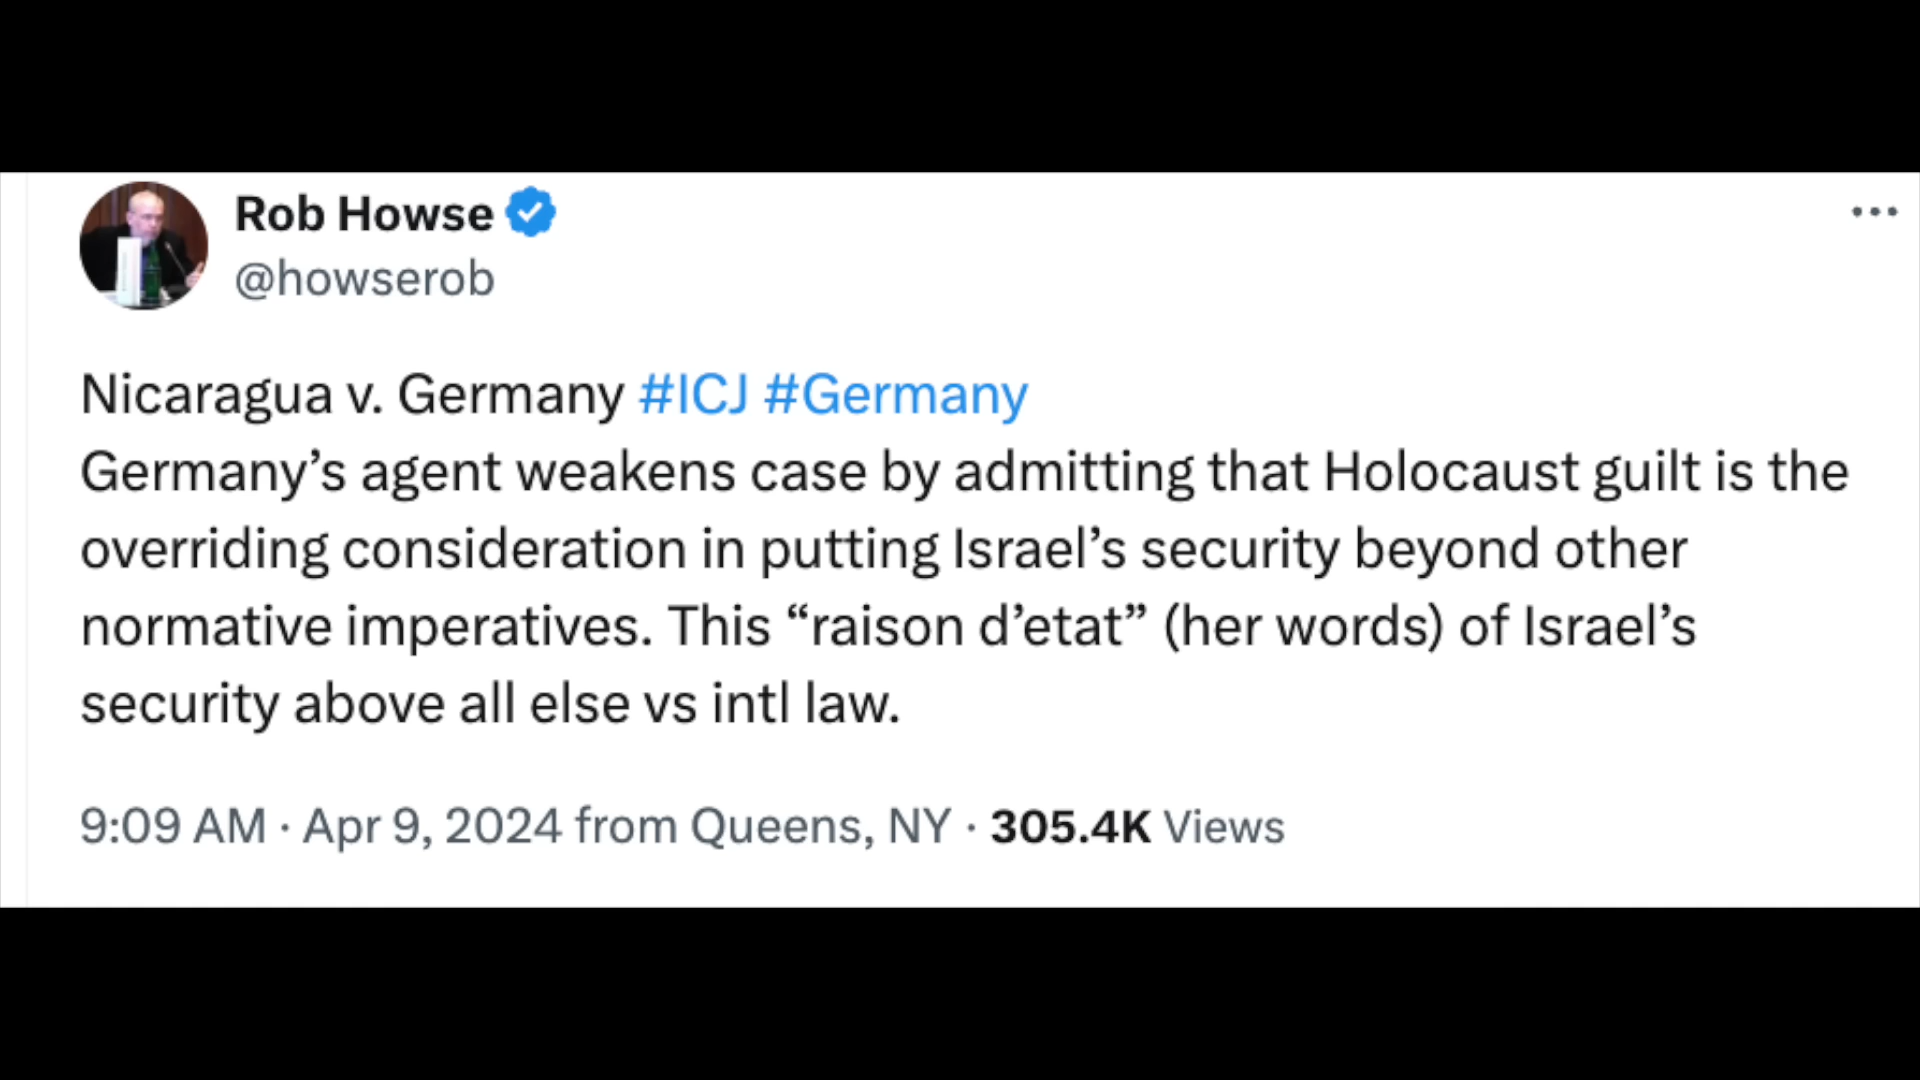 Rob Howse
@howserob
Nicaragua v. Germany #ICJ #Germany
Germany’s agent weakens case by admitting that Holocaust guilt is the
overriding consideration in putting Israel’s security beyond other
normative imperatives. This “raison d’etat” (her words) of Israel’s
security above all else vs intl law.
9:09 AM · Apr 9, 2024 from Queens, NY · 305.4K Views